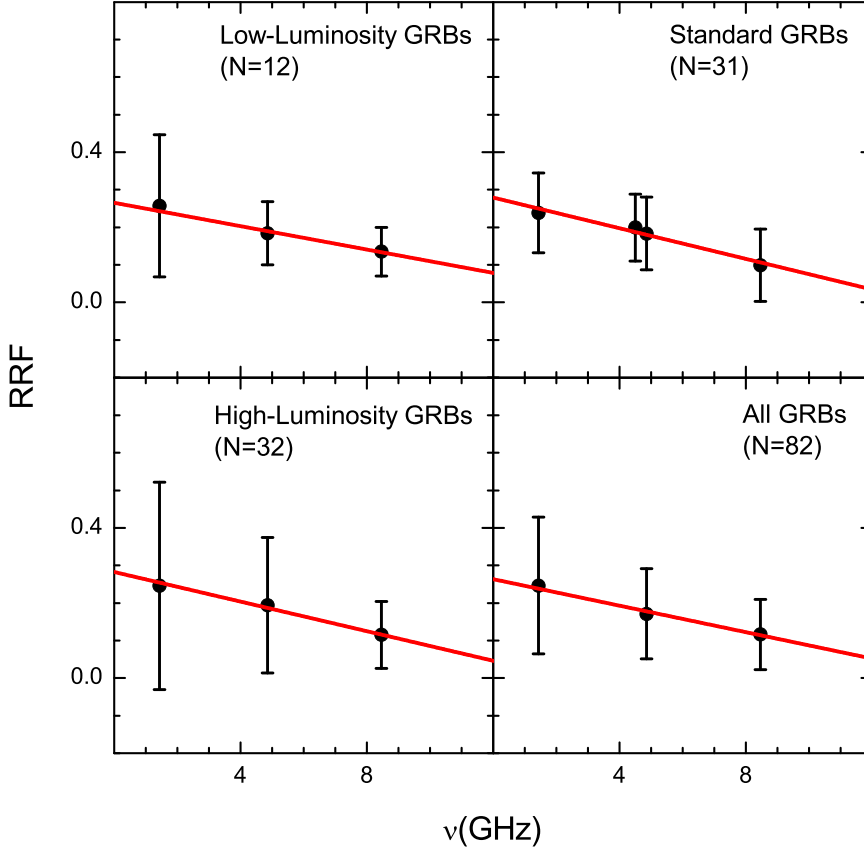 Low-Luminosity GRBs
(N=12)
Standard GRBs
(N=31)
0.4
0.0
RRF
High-Luminosity GRBs
(N=32)
All GRBs
(N=82)
0.4
0.0
4
8
4
8
ν(GHz)